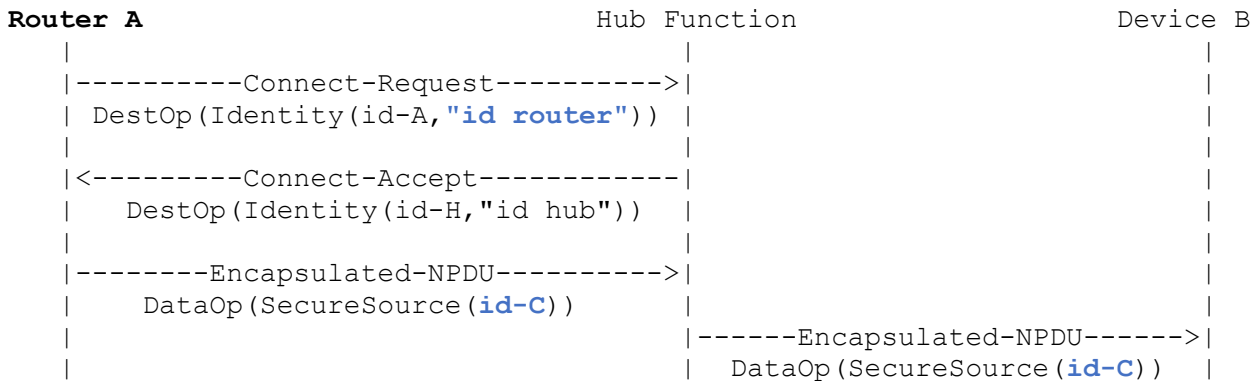 Router A                           Hub Function                    Device B
   |                                     |                              |
   |----------Connect-Request---------->|                              |
   | DestOp(Identity(id-A,"id router")) |                              |
   |                                     |                              |
   |<---------Connect-Accept------------|                              |
   |   DestOp(Identity(id-H,"id hub"))  |                              |
   |                                     |                              |
   |--------Encapsulated-NPDU---------->|                              |
   |    DataOp(SecureSource(id-C))      |                              |
   |                                     |------Encapsulated-NPDU------>|
   |                                     | DataOp(SecureSource(id-C))  |